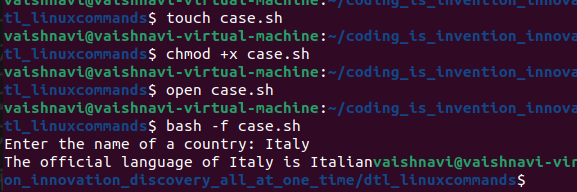 tl_linuxcommands$ touch case.sh
vaishnavi@vaishnavi-virtual-machine:~/coding_is_invention_innova
tl_linuxcommands$ chmod +x case.sh
vaishnavi@vaishnavi-virtual-machine:~/coding_is_invention_innova
tl_linuxcommands$ open case.sh
vaishnavi@vaishnavi-virtual-machine:~/coding_is_invention_innova
tl_linuxcommands$ bash -f case.sh
Enter the name of a country: Italy
The official language of Italy is Italianvaishnavi@vaishnavi-vir
on_innovation_discovery_all_at_one_time/dtl_linuxcommands$